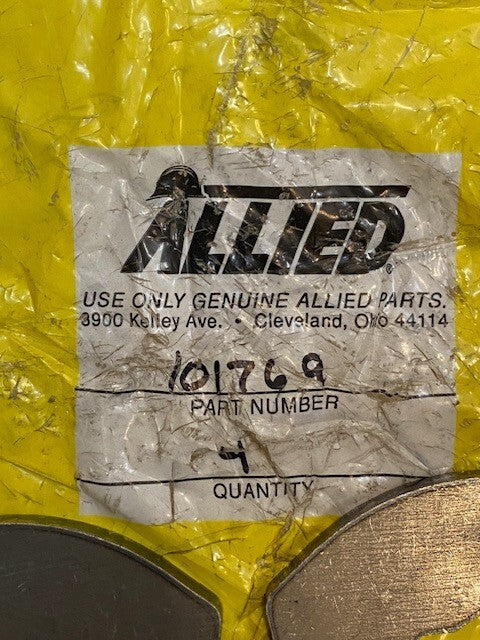 ALLIED®
USE ONLY GENUINE ALLIED PARTS.
3900 Kelley Ave. • Cleveland, Ohio 44114
101769
PART NUMBER
4
QUANTITY